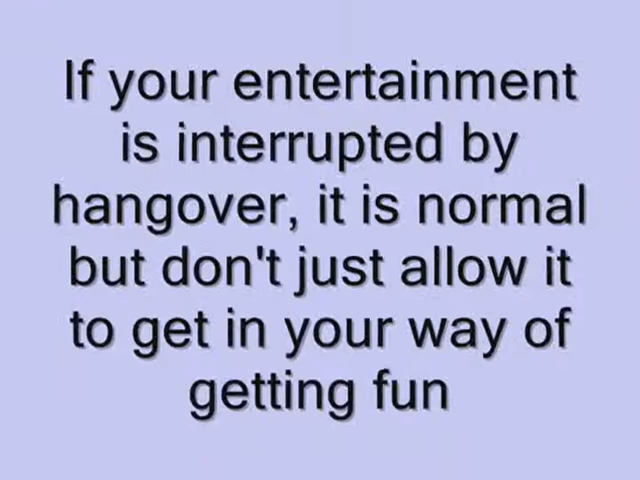 If your entertainment
is interrupted by
hangover, it is normal
but don't just allow it
to get in your way of
getting fun